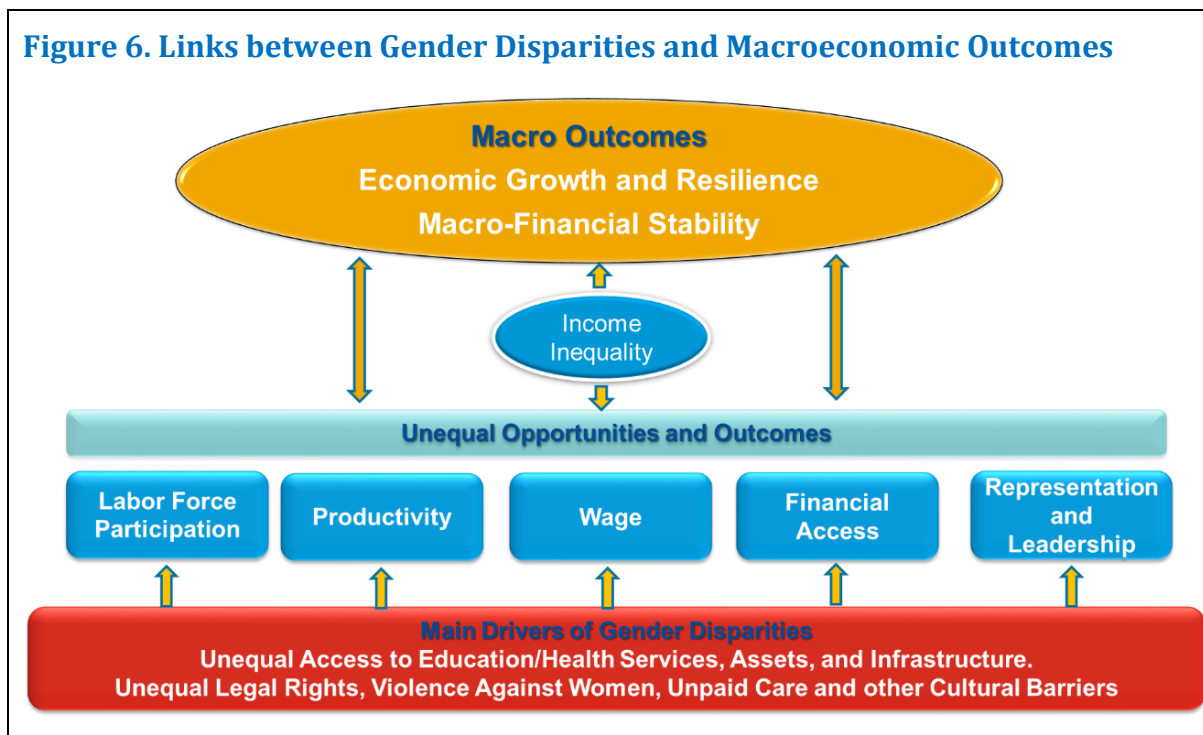 Figure 6. Links between Gender Disparities and Macroeconomic Outcomes
Macro Outcomes
Economic Growth and Resilience
Macro-Financial Stability
Income
Inequality
Unequal Opportunities and Outcomes
Labor Force
Participation
Productivity
Wage
Financial
Access
Representation
and
Leadership
Main Drivers of Gender Disparities
Unequal Access to Education/Health Services, Assets, and Infrastructure.
Unequal Legal Rights, Violence Against Women, Unpaid Care and other Cultural Barriers